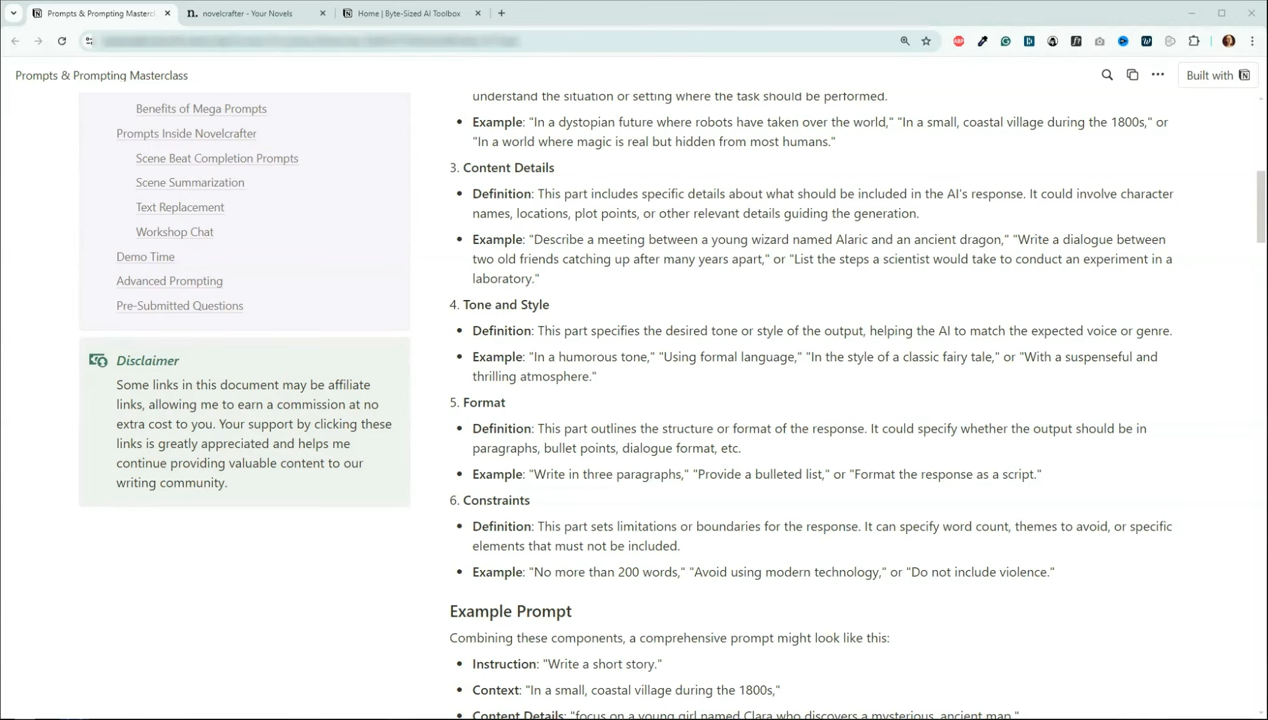 Prompts & Prompting Mastercl
novelcrafter - Your Novels
Home | Byte-Sized AI Toolbox
Prompts & Prompting Masterclass
Built with
Benefits of Mega Prompts
Prompts Inside Novelcrafter
Scene Beat Completion Prompts
Scene Summarization
Text Replacement
Workshop Chat
Demo Time
Advanced Prompting
Pre-Submitted Questions
Disclaimer
Some links in this document may be affiliate
links, allowing me to earn a commission at no
extra cost to you. Your support by clicking these
links is greatly appreciated and helps me
continue providing valuable content to our
writing community.
understand the situation or setting where the task should be performed.
• Example: "In a dystopian future where robots have taken over the world," "In a small, coastal village during the 1800s," or
"In a world where magic is real but hidden from most humans."
3. Content Details
• Definition: This part includes specific details about what should be included in the AI's response. It could involve character
names, locations, plot points, or other relevant details guiding the generation.
• Example: "Describe a meeting between a young wizard named Alaric and an ancient dragon," "Write a dialogue between
two old friends catching up after many years apart," or "List the steps a scientist would take to conduct an experiment in a
laboratory."
4. Tone and Style
• Definition: This part specifies the desired tone or style of the output, helping the AI to match the expected voice or genre.
• Example: "In a humorous tone," "Using formal language," "In the style of a classic fairy tale," or "With a suspenseful and
thrilling atmosphere."
5. Format
• Definition: This part outlines the structure or format of the response. It could specify whether the output should be in
paragraphs, bullet points, dialogue format, etc.
• Example: "Write in three paragraphs," "Provide a bulleted list," or "Format the response as a script."
6. Constraints
• Definition: This part sets limitations or boundaries for the response. It can specify word count, themes to avoid, or specific
elements that must not be included.
• Example: "No more than 200 words," "Avoid using modern technology," or "Do not include violence."
Example Prompt
Combining these components, a comprehensive prompt might look like this:
• Instruction: "Write a short story."
• Context: "In a small, coastal village during the 1800s,"
• Content Details: "focus on a young girl named Clara who discovers a mysterious, ancient map."